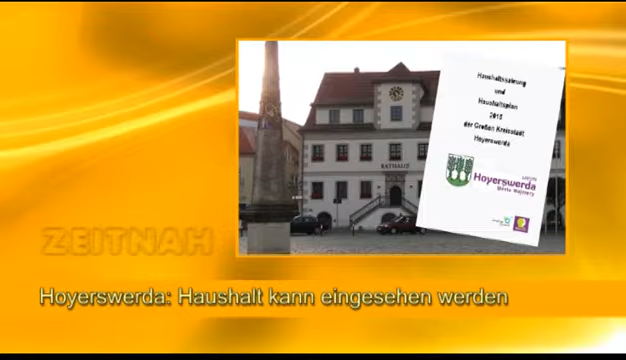 Haushaltssatzung
und
Haushaltsplan
2015
der Großen Kreisstadt
Hoyerswerda
RATHAUS
Hoyerswerda
ZEITNAH
Hoyerswerda: Haushalt kann eingesehen werden